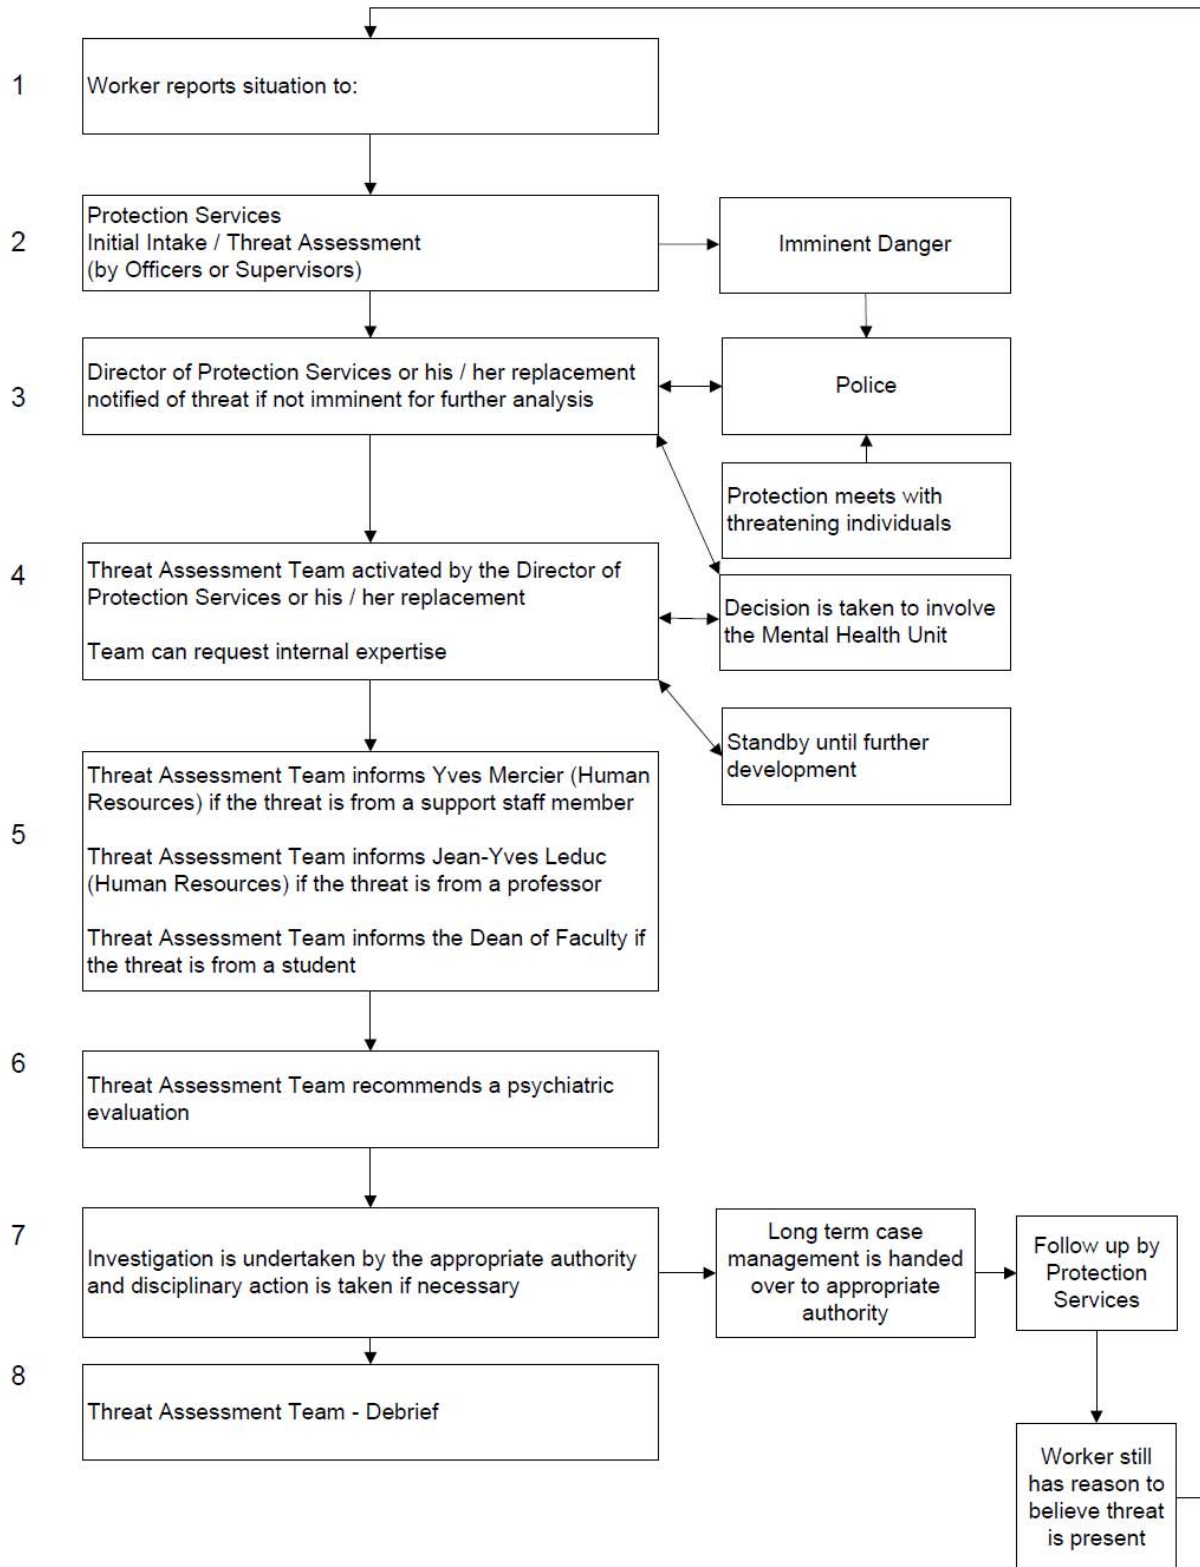 1
Worker reports situation to:
2
Protection Services
Initial Intake / Threat Assessment
(by Officers or Supervisors)
Imminent Danger
3
Director of Protection Services or his / her replacement
notified of threat if not imminent for further analysis
Police
Protection meets with
threatening individuals
4
Threat Assessment Team activated by the Director of
Protection Services or his / her replacement
Team can request internal expertise
Decision is taken to involve
the Mental Health Unit
Standby until further
development
5
Threat Assessment Team informs Yves Mercier (Human
Resources) if the threat is from a support staff member
Threat Assessment Team informs Jean-Yves Leduc
(Human Resources) if the threat is from a professor
Threat Assessment Team informs the Dean of Faculty if
the threat is from a student
6
Threat Assessment Team recommends a psychiatric
evaluation
7
Investigation is undertaken by the appropriate authority
and disciplinary action is taken if necessary
Long term case
management is handed
over to appropriate
authority
Follow up by
Protection
Services
8
Threat Assessment Team - Debrief
Worker still
has reason to
believe threat
is present